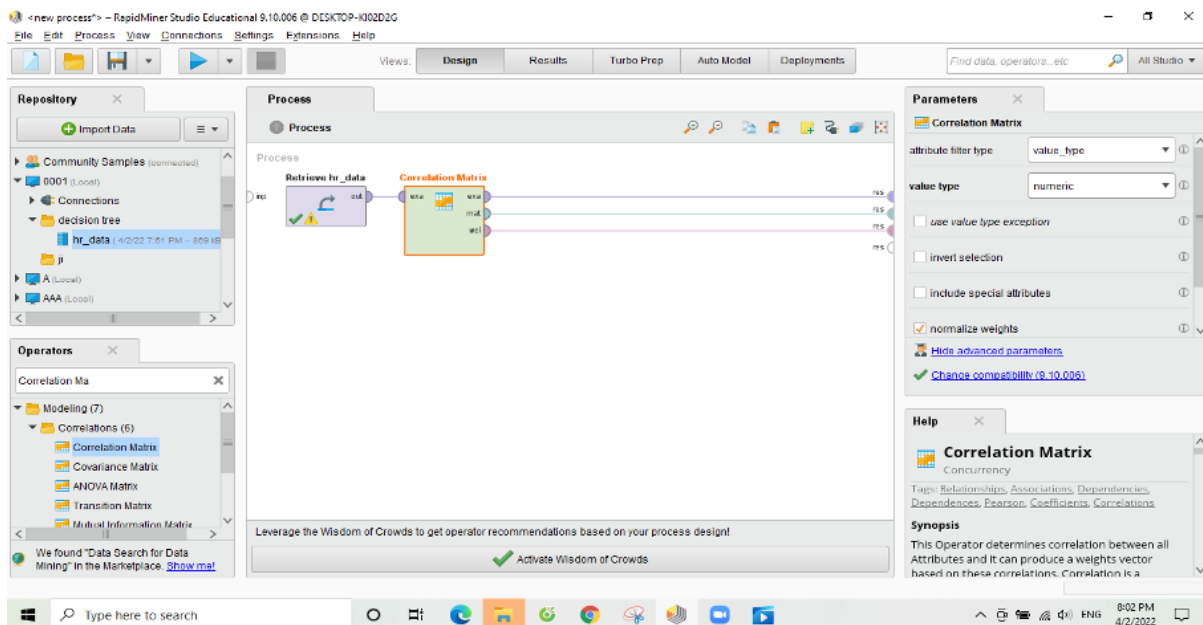 <new process*> – RapidMiner Studio Educational 9.10.006 @ DESKTOP-KI02D2G
File Edit Process View Connections Settings Extensions Help
Views: Design Results Turbo Prep Auto Model Deployments
Find data, operators...etc
All Studio
Repository
Import Data
Community Samples (connected)
0001 (Local)
Connections
decision tree
hr_data ( 4/2/22 7:51 PM – 869 kB
ji
A (Local)
AAA (Local)
Operators
Correlation Ma
Modeling (7)
Correlations (6)
Correlation Matrix
Covariance Matrix
ANOVA Matrix
Transition Matrix
Mutual Information Matrix
We found "Data Search for Data
Mining" in the Marketplace. Show me!
Process
Process
Process
Retrieve hr_data
Correlation Matrix
inp
out
exa
exa
mat
wei
res
res
res
res
Leverage the Wisdom of Crowds to get operator recommendations based on your process design!
Activate Wisdom of Crowds
Parameters
Correlation Matrix
attribute filter type value_type
value type numeric
use value type exception
invert selection
include special attributes
normalize weights
Hide advanced parameters
Change compatibility (9.10.006)
Help
Correlation Matrix
Concurrency
Tags: Relationships, Associations, Dependencies,
Dependences, Pearson, Coefficients, Correlations
Synopsis
This Operator determines correlation between all
Attributes and it can produce a weights vector
based on these correlations. Correlation is a
Type here to search
ENG
8:02 PM
4/2/2022